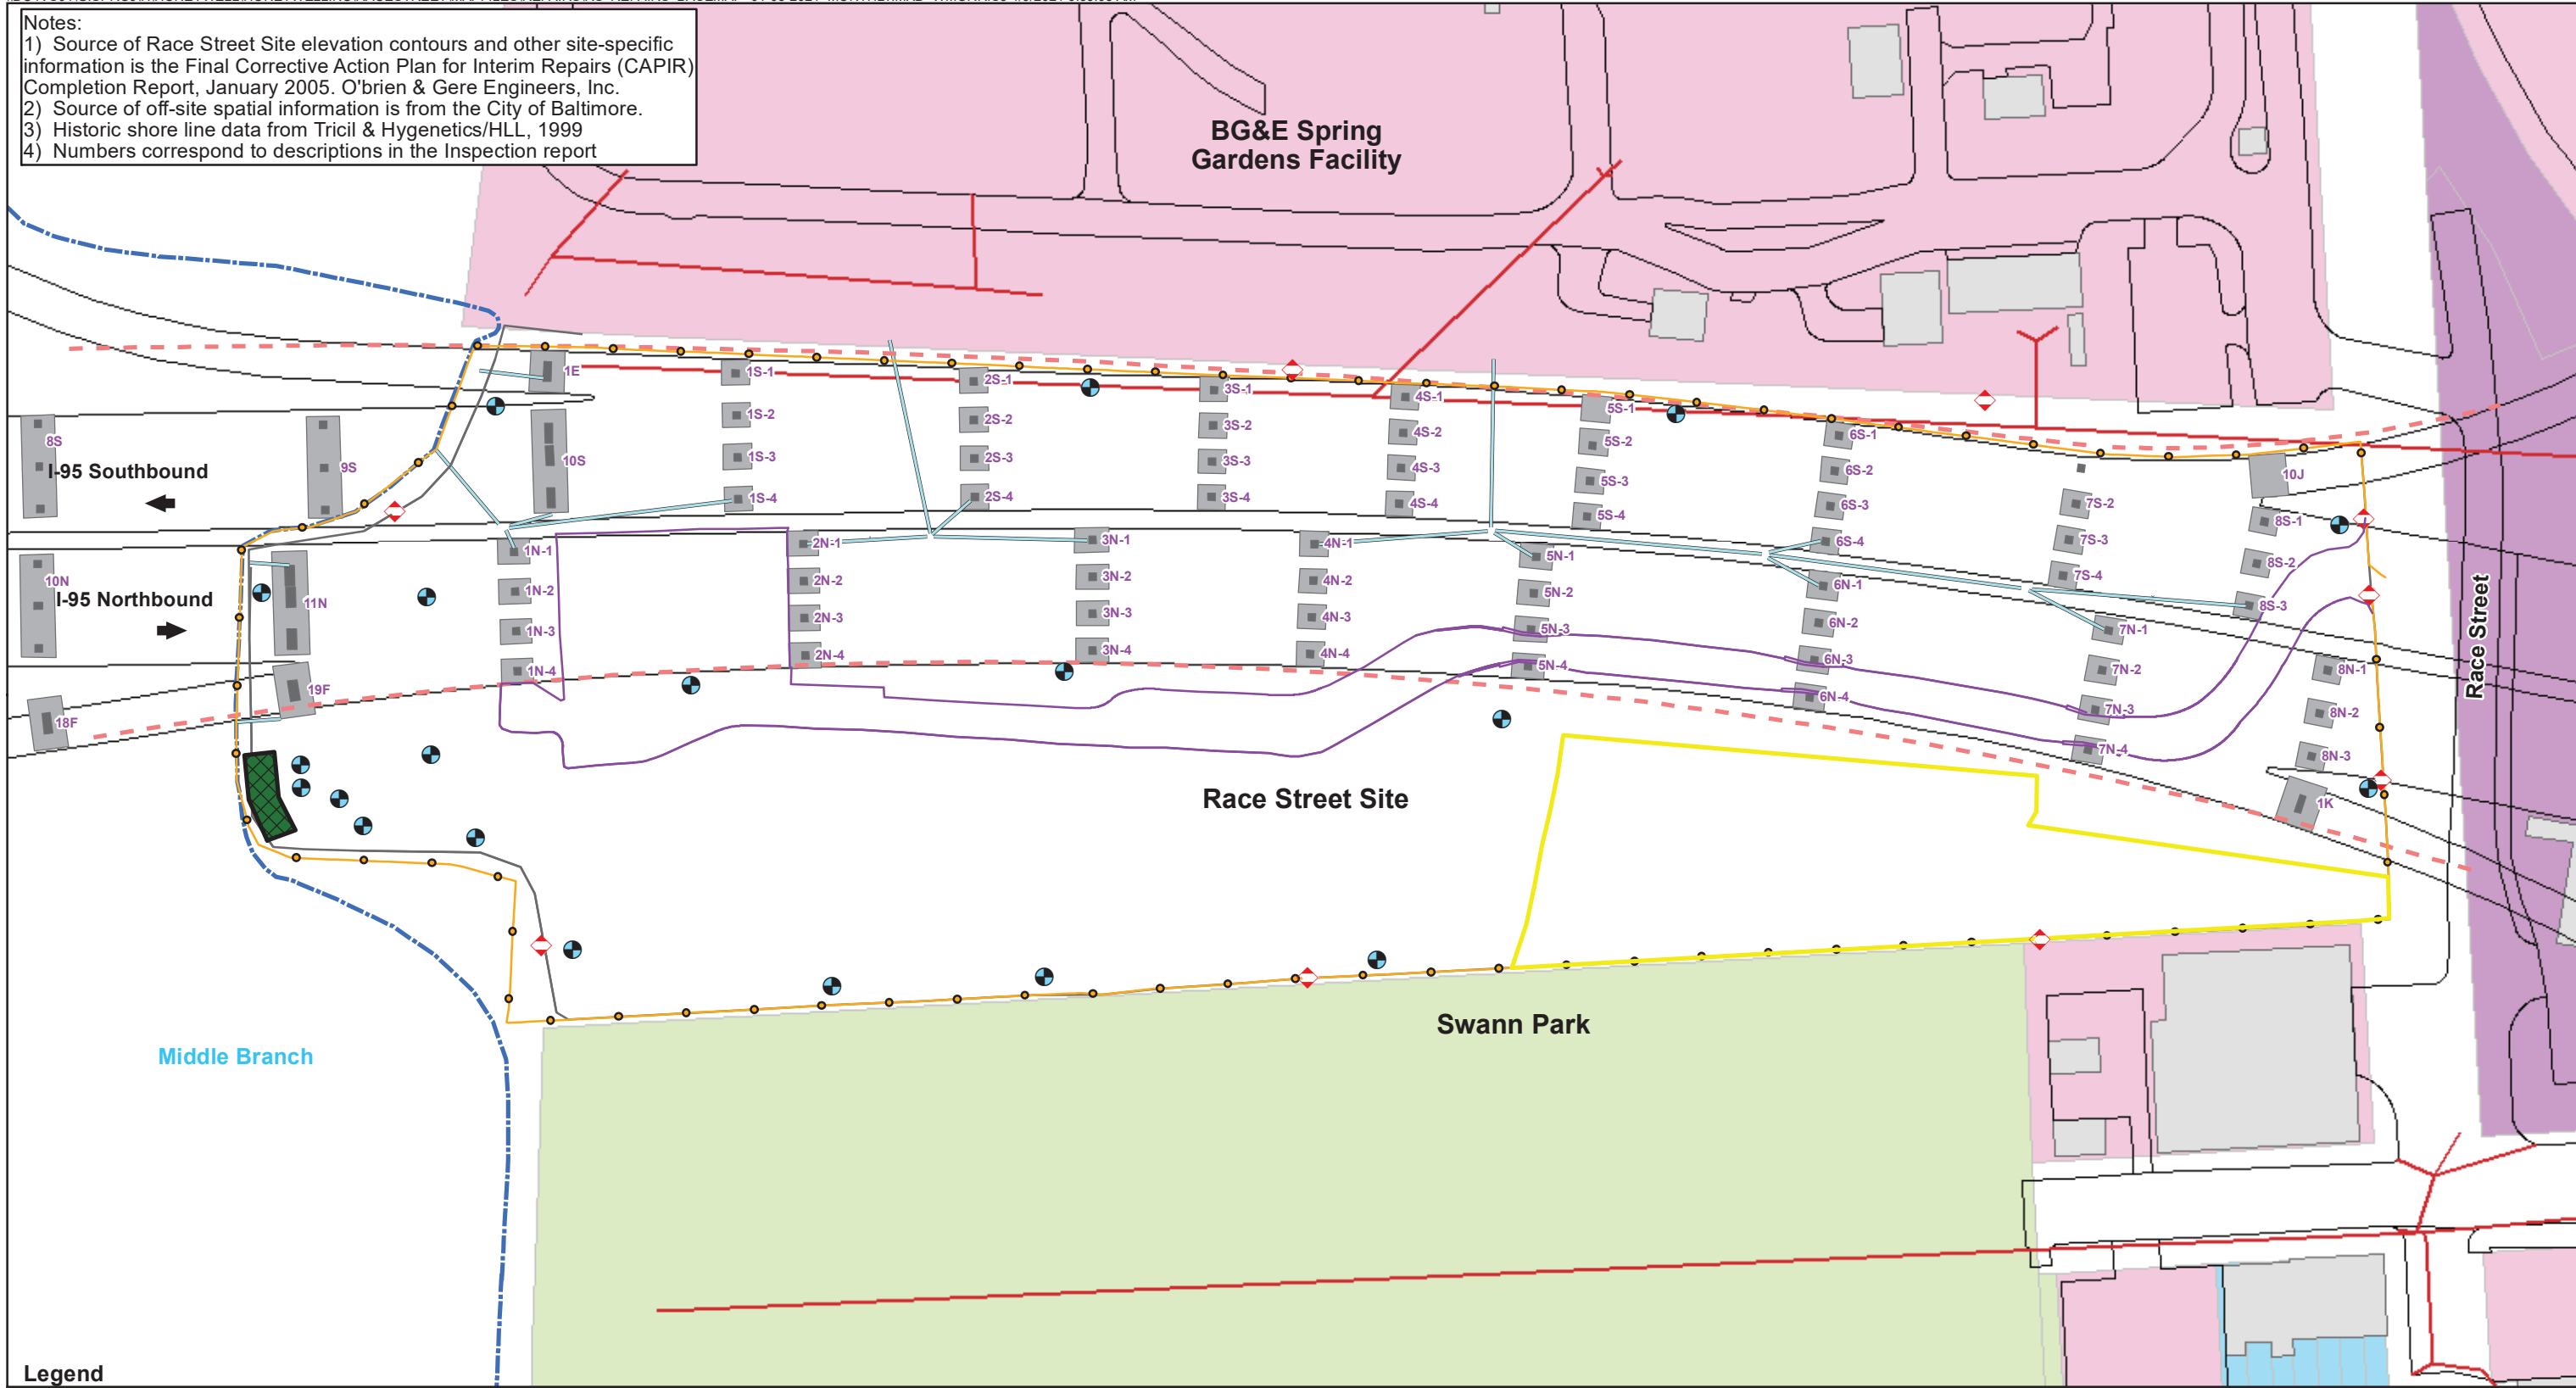 Notes:
1) Source of Race Street Site elevation contours and other site-specific
information is the Final Corrective Action Plan for Interim Repairs (CAPIR)
Completion Report, January 2005. O'brien & Gere Engineers, Inc.
2) Source of off-site spatial information is from the City of Baltimore.
3) Historic shore line data from Tricil & Hygenetics/HLL, 1999
4) Numbers correspond to descriptions in the Inspection report
BG&E Spring
Gardens Facility
1E
1S-1
2S-1
3S-1
4S-1
5S-1
6S-1
1S-2
2S-2
3S-2
4S-2
5S-2
6S-2
8S
9S
10S
1S-3
2S-3
3S-3
4S-3
5S-3
6S-3
7S-2
10J
I-95 Southbound
1S-4
2S-4
3S-4
4S-4
5S-4
6S-4
7S-3
8S-1
1N-1
2N-1
3N-1
4N-1
5N-1
6N-1
7S-4
8S-2
10N
I-95 Northbound
11N
1N-2
2N-2
3N-2
4N-2
5N-2
6N-2
7N-1
8S-3
1N-3
2N-3
3N-3
4N-3
5N-3
6N-3
7N-2
8N-1
Race Street
1N-4
2N-4
3N-4
4N-4
5N-4
6N-4
7N-3
8N-2
19F
18F
7N-4
8N-3
1K
Race Street Site
Swann Park
Middle Branch
Legend